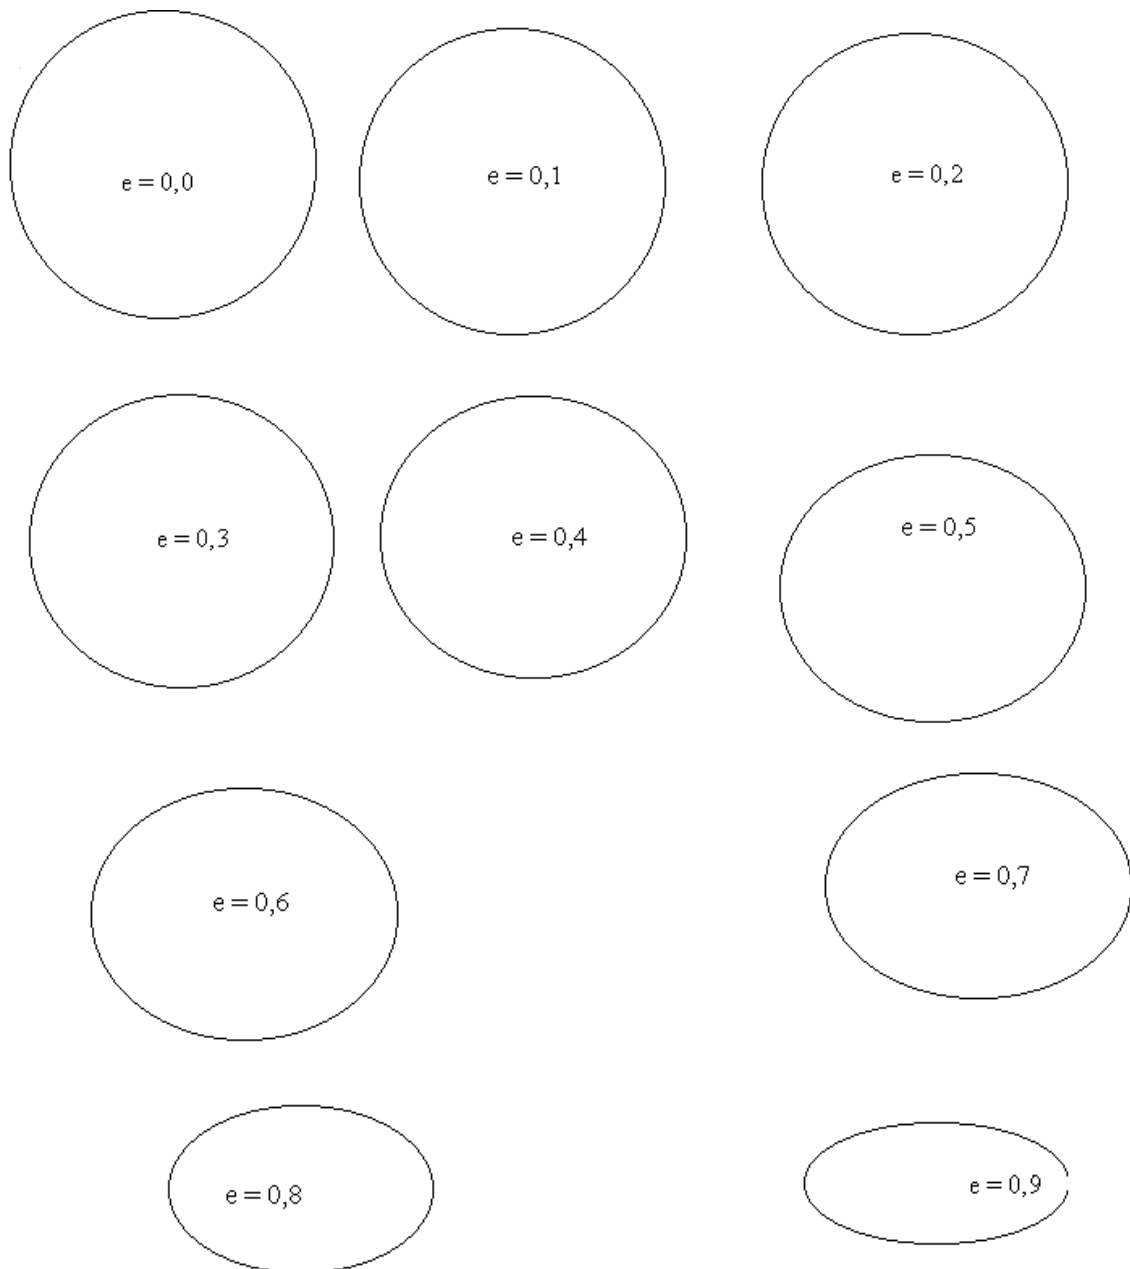 e = 0,0
e = 0,1
e = 0,2
e = 0,3
e = 0,4
e = 0,5
e = 0,6
e = 0,7
e = 0,8
e = 0,9